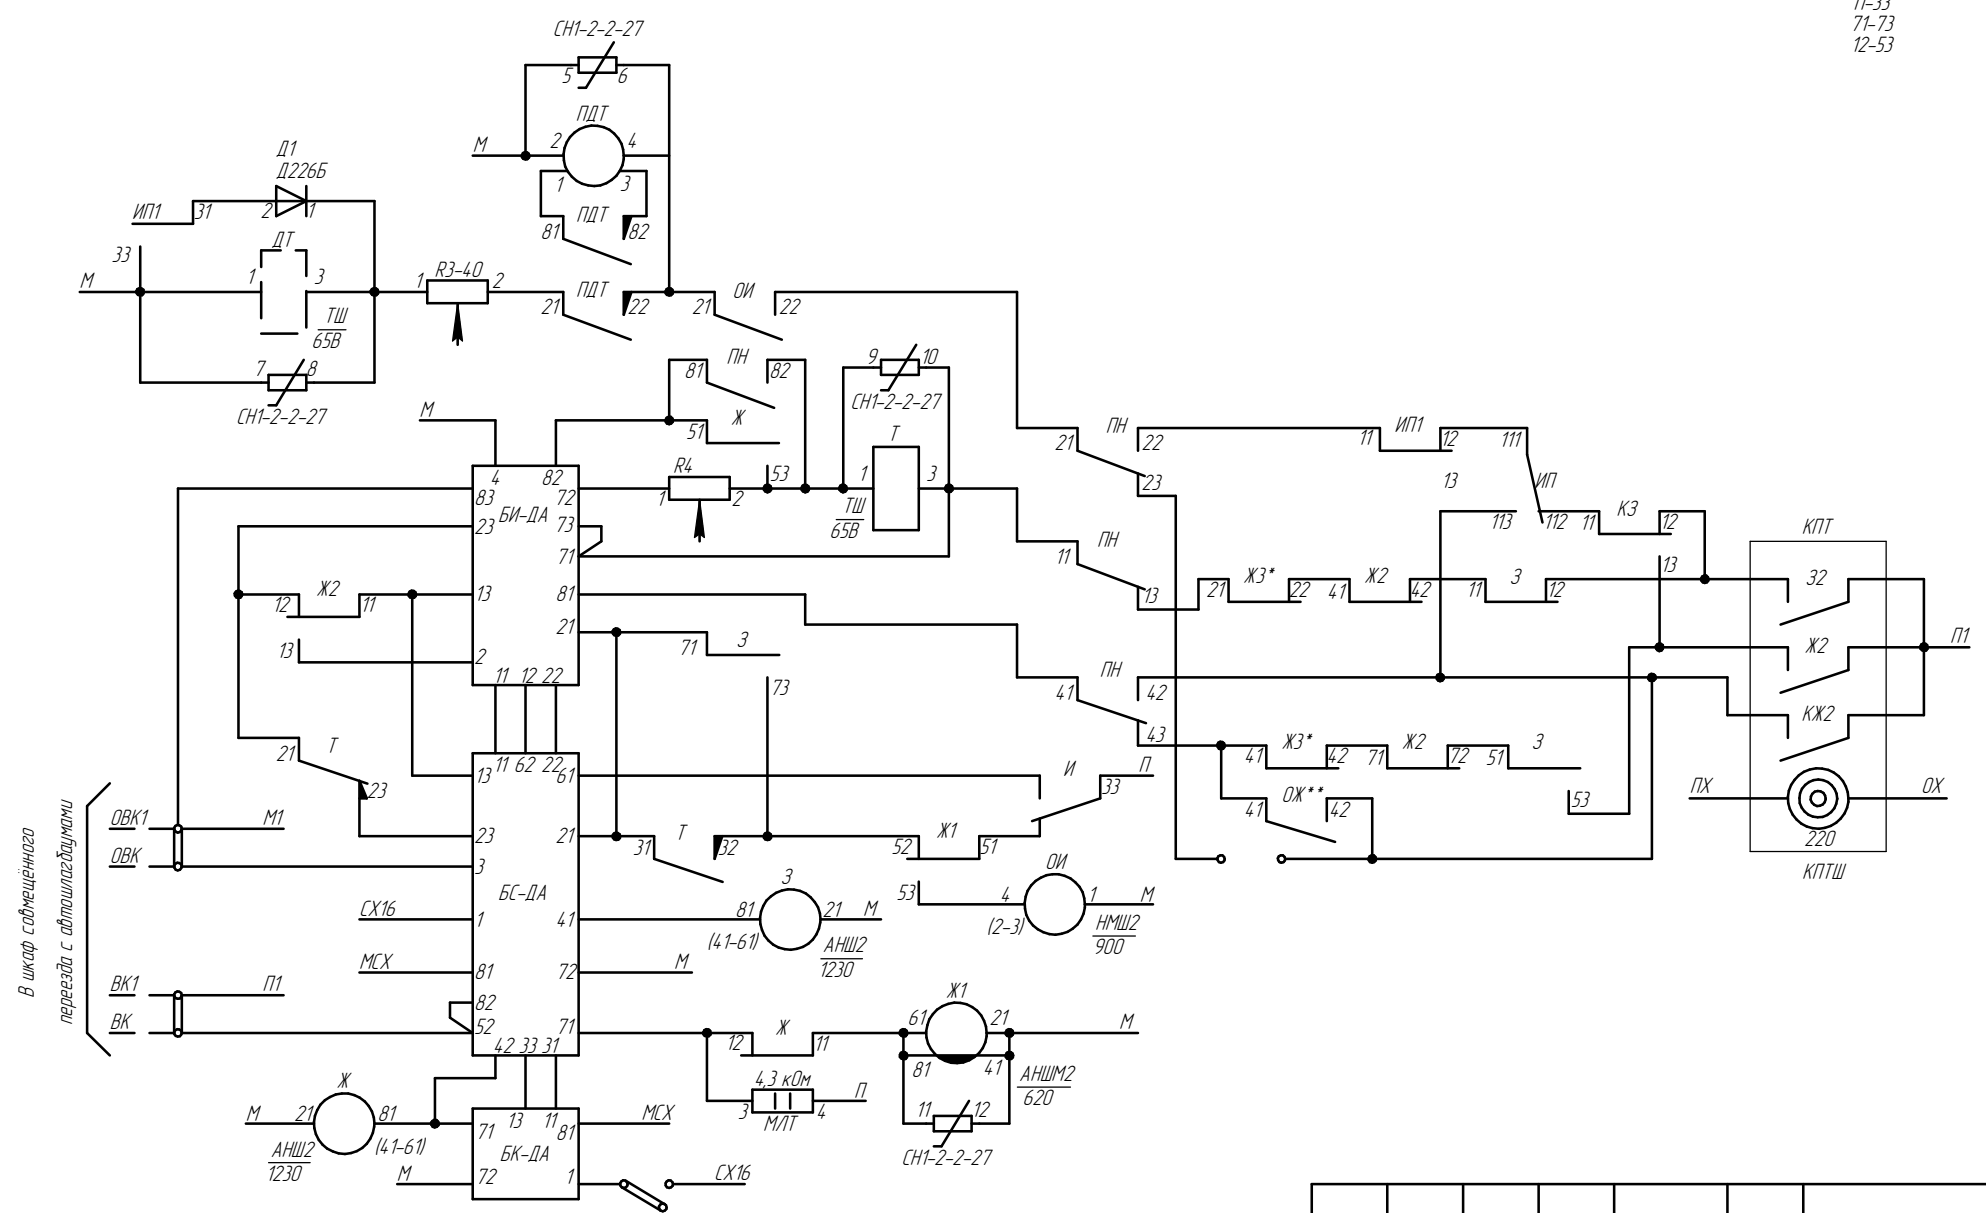 11-33
71-73
12-53
СН1-2-2-27
5 6
ПДТ
М 2 4
1 3
ПДТ
81 82
Д1
Д226Б
ИП1 31 2 1
ДТ
33 1 3
М
ТШ
65В
7 8
СН1-2-2-27
R3-40
1 2
ПДТ
21 22
ОИ
21 22
ПН
81 82
Ж
51
53
R4
1 2
9 10
СН1-2-2-27
Т
1 3
ТШ
65В
М
4 82
83 72
БИ-ДА
23 73
71
13 81
21
2
11 12 22
Ж2
12 11
13
З
71
73
Т
21
23
11 62 22
13 61
23 21
3
БС-ДА
1 41
81 72
82
52 71
42 33 31
В шкаф совмещённого
переезда с автошлагбаумами
ОВК1 М1
ОВК
СХ16
МСХ
ВК1 П1
ВК
Т
31 32
Ж1
52 51
53
И П
33
З
81 21 М
(41-61)
АНШ2
1230
М
ОИ
4 1 М
(2-3)
НМШ2
900
Ж
12 11
4,3 кОм
3 4 П
МЛТ
Ж1
61 21 М
81 41
АНШМ2
620
11 12
СН1-2-2-27
Ж
М 21 81
АНШ2
1230
(41-61)
13 11
71 81
БК-ДА
72 1
М
МСХ
СХ16
ПН
21 22
23
ИП1
11 12
13
111
ИП
113 112
КЗ
11 12
13
ПН
11
13
Ж3*
21 22
Ж2
41 42
З
11 12
ПН
41 42
43
Ж3*
41 42
Ж2
71 72
З
51
53
ОЖ**
41 42
КПТ
З2
Ж2
П1
КЖ2
ПХ ОХ
220
КПТШ